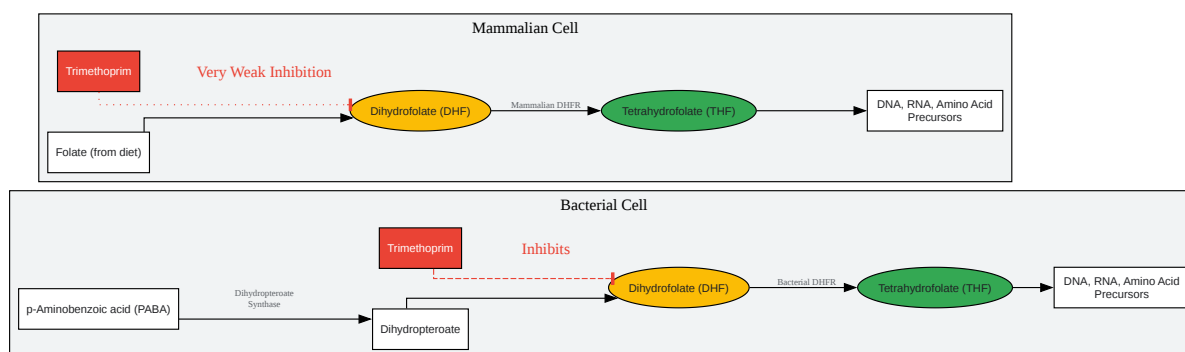 Mammalian Cell
Trimethoprim
Very Weak Inhibition
Dihydrofolate (DHF)
Mammalian DHFR
Tetrahydrofolate (THF)
DNA, RNA, Amino Acid
Precursors
Folate (from diet)
Bacterial Cell
Trimethoprim
Inhibits
p-Aminobenzoic acid (PABA)
Dihydropteroate
Synthase
Dihydropteroate
Dihydrofolate (DHF)
Bacterial DHFR
Tetrahydrofolate (THF)
DNA, RNA, Amino Acid
Precursors